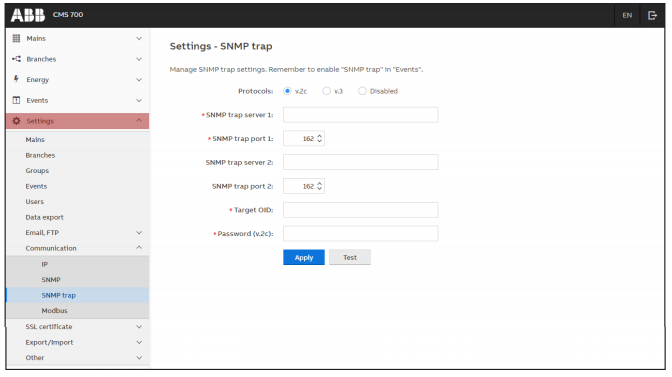 ABB CMS 700 EN
Mains
Branches
Energy
Events
Settings
Mains
Branches
Groups
Events
Users
Data export
Email, FTP
Communication
IP
SNMP
SNMP trap
Modbus
SSL certificate
Export/Import
Other
Settings - SNMP trap
Manage SNMP trap settings. Remember to enable "SNMP trap" in "Events".
Protocols: v.2c v.3 Disabled
* SNMP trap server 1:
* SNMP trap port 1: 162
SNMP trap server 2:
SNMP trap port 2: 162
* Target OID:
* Password (v.2c):
Apply Test